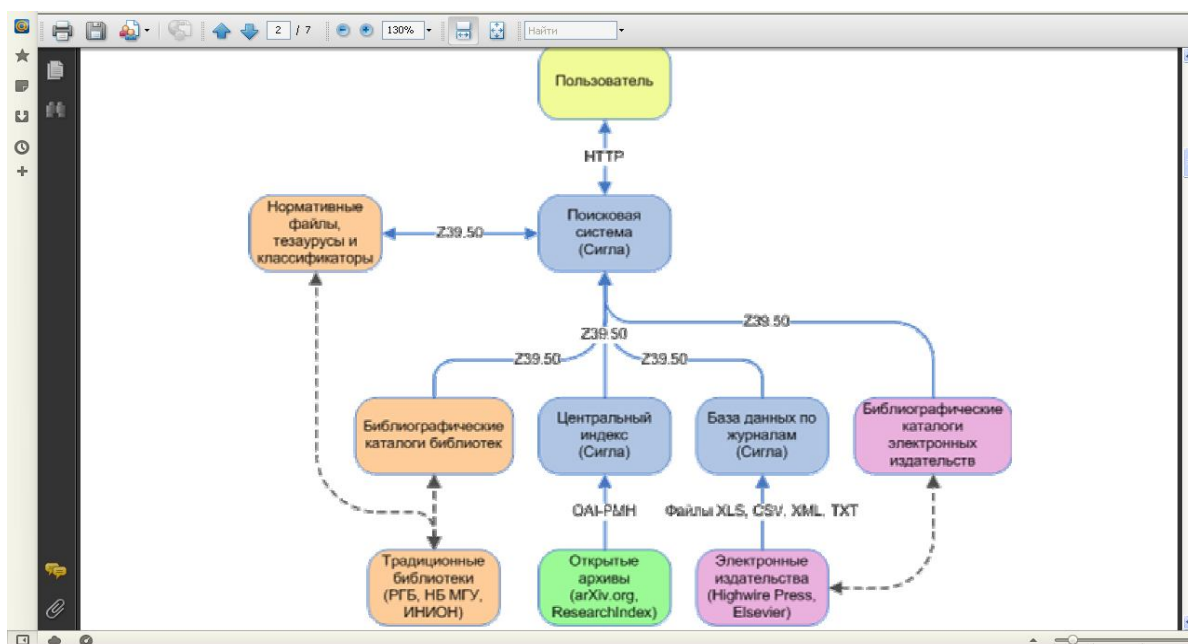 2 / 7
130%
Найти
Пользователь
HTTP
Нормативные
файлы,
тезаурусы и
классификаторы
Z39.50
Поисковая
система
(Сигла)
Z39.50
Z39.50
Z39.50
Z39.50
Библиографические
каталоги библиотек
Центральный
индекс
(Сигла)
База данных по
журналам
(Сигла)
Библиографические
каталоги
электронных
издательств
OAI-PMH
Файлы XLS, CSV, XML, TXT
Традиционные
библиотеки
(РГБ, НБ МГУ,
ИНИОН)
Открытые
архивы
(arXiv.org,
ResearchIndex)
Электронные
издательства
(Highwire Press,
Elsevier)